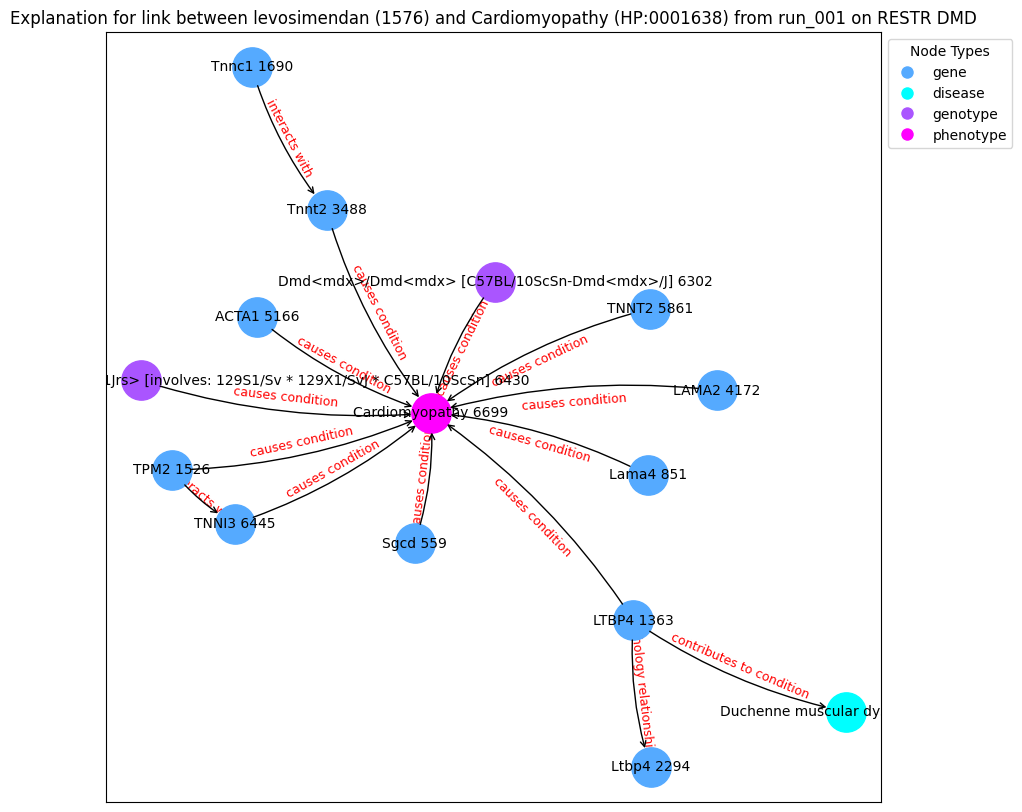 Explanation for link between levosimendan (1576) and Cardiomyopathy (HP:0001638) from run_001 on RESTR DMD
Node Types
gene
disease
genotype
phenotype
Tnnc1 1690
interacts with
Tnnt2 3488
causes condition
Dmd<mdx>/Dmd<mdx> [C57BL/10ScSn-Dmd<mdx>/J] 6302
causes condition
ACTA1 5166
causes condition
TNNT2 5861
causes condition
[involves: 129S1/Sv * 129X1/SvJ * C57BL/10ScSn] 6430
causes condition
LAMA2 4172
causes condition
Cardiomyopathy 6699
TPM2 1526
causes condition
TNNI3 6445
causes condition
Sgcd 559
causes condition
Lama4 851
causes condition
LTBP4 1363
causes condition
contributes to condition
Duchenne muscular dy
relationshi
Ltbp4 2294